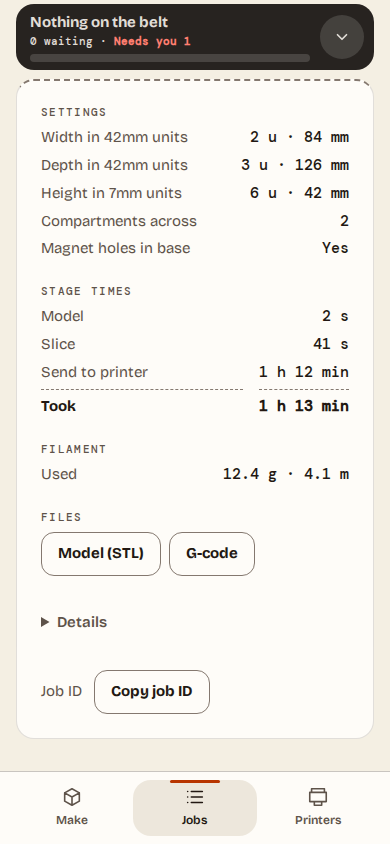 Nothing on the belt
0 waiting · Needs you 1
SETTINGS
Width in 42mm units 2 u · 84 mm
Depth in 42mm units 3 u · 126 mm
Height in 7mm units 6 u · 42 mm
Compartments across 2
Magnet holes in base Yes
STAGE TIMES
Model 2 s
Slice 41 s
Send to printer 1 h 12 min
Took 1 h 13 min
FILAMENT
Used 12.4 g · 4.1 m
FILES
Model (STL) G-code
Details
Job ID Copy job ID
Make Jobs Printers